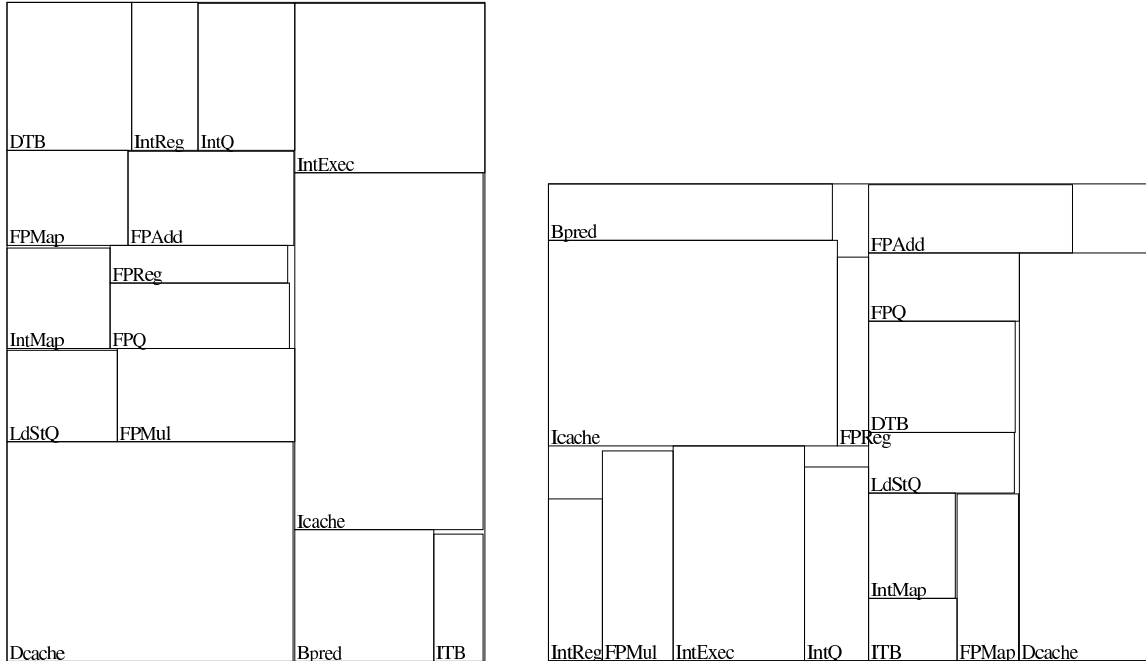 DTB IntReg IntQ
IntExec
FPMap FPAdd
FPReg
IntMap FPQ
LdStQ FPMul
Icache
Dcache Bpred ITB
Bpred
FPAdd
FPQ
DTB
Icache FPReg
LdStQ
IntMap
IntReg FPMul IntExec IntQ ITB FPMap Dcache